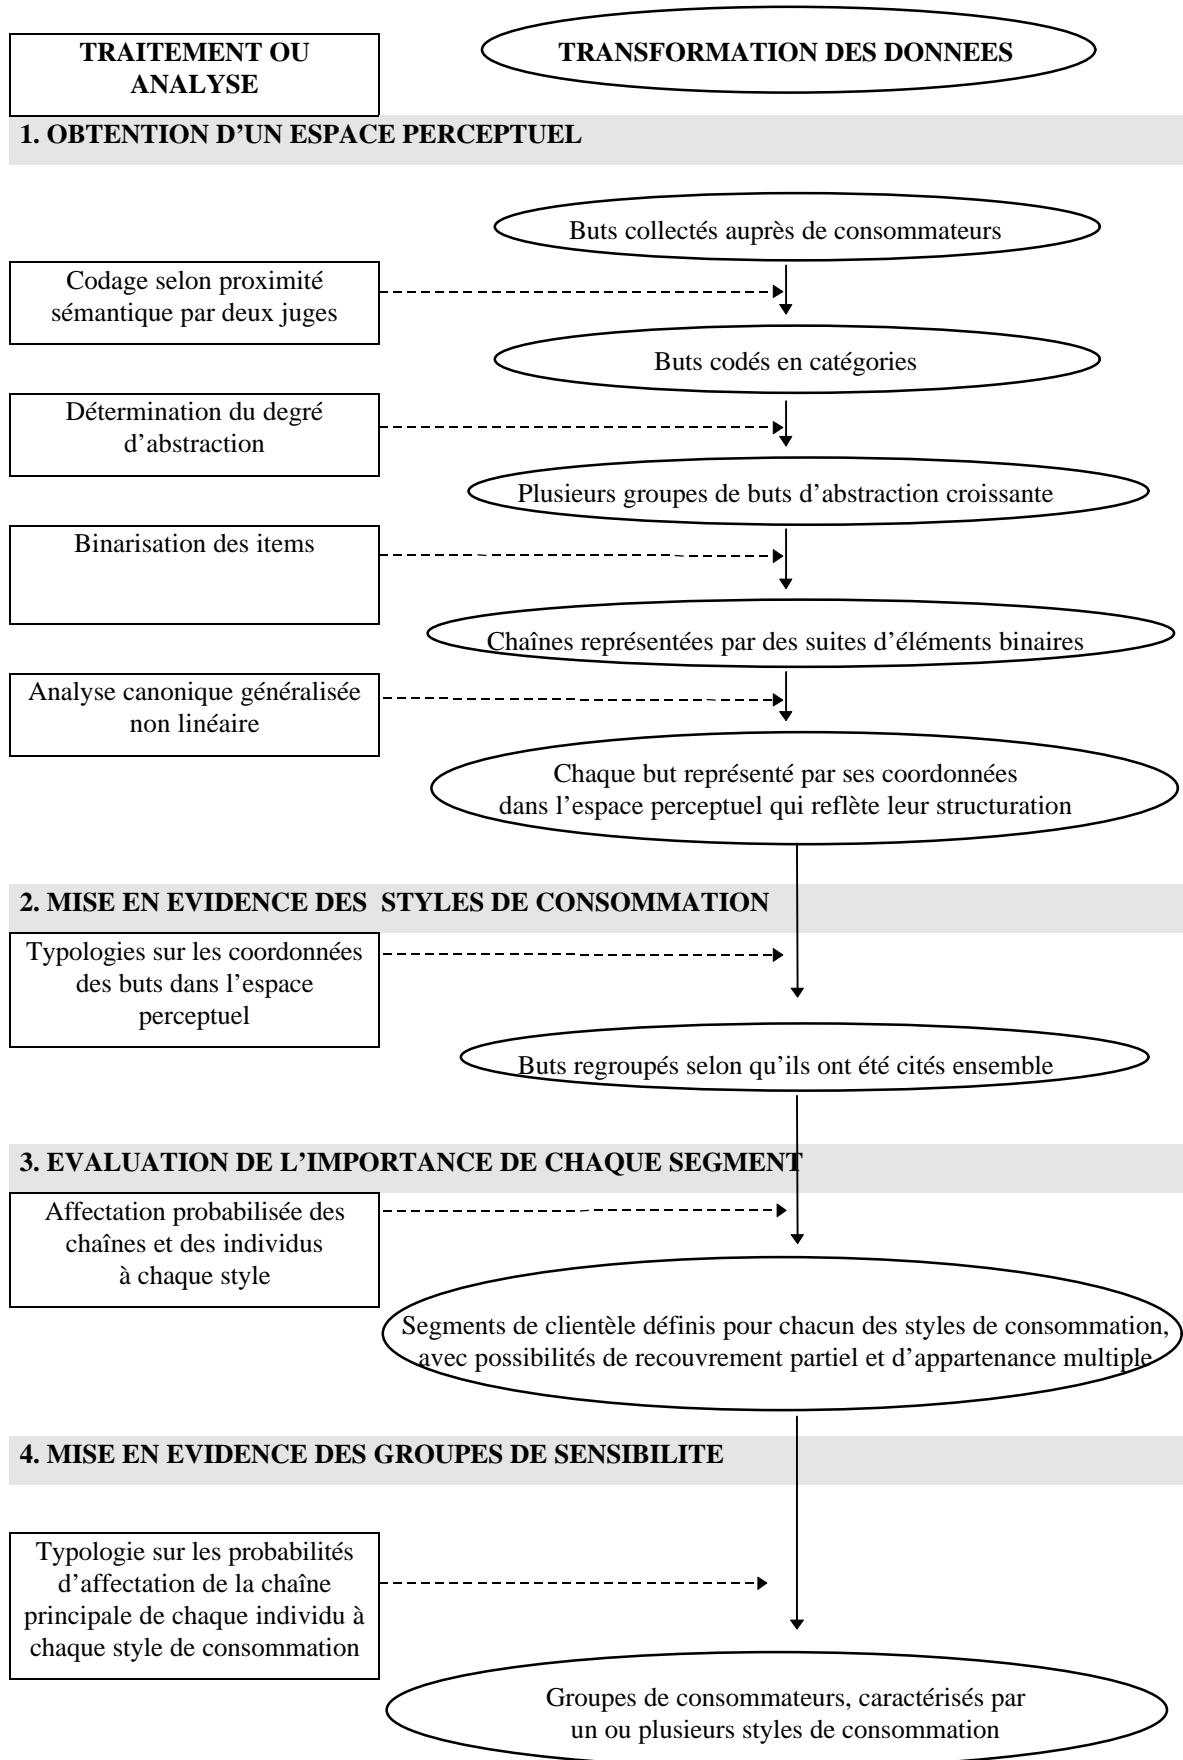 TRAITEMENT OU
ANALYSE
TRANSFORMATION DES DONNEES
1. OBTENTION D’UN ESPACE PERCEPTUEL
Buts collectés auprès de consommateurs
Codage selon proximité
sémantique par deux juges
Buts codés en catégories
Détermination du degré
d’abstraction
Plusieurs groupes de buts d’abstraction croissante
Binarisation des items
Chaînes représentées par des suites d’éléments binaires
Analyse canonique généralisée
non linéaire
Chaque but représenté par ses coordonnées
dans l’espace perceptuel qui reflète leur structuration
2. MISE EN EVIDENCE DES STYLES DE CONSOMMATION
Typologies sur les coordonnées
des buts dans l’espace
perceptuel
Buts regroupés selon qu’ils ont été cités ensemble
3. EVALUATION DE L’IMPORTANCE DE CHAQUE SEGMENT
Affectation probabilisée des
chaînes et des individus
à chaque style
Segments de clientèle définis pour chacun des styles de consommation,
avec possibilités de recouvrement partiel et d’appartenance multiple
4. MISE EN EVIDENCE DES GROUPES DE SENSIBILITE
Typologie sur les probabilités
d’affectation de la chaîne
principale de chaque individu à
chaque style de consommation
Groupes de consommateurs, caractérisés par
un ou plusieurs styles de consommation